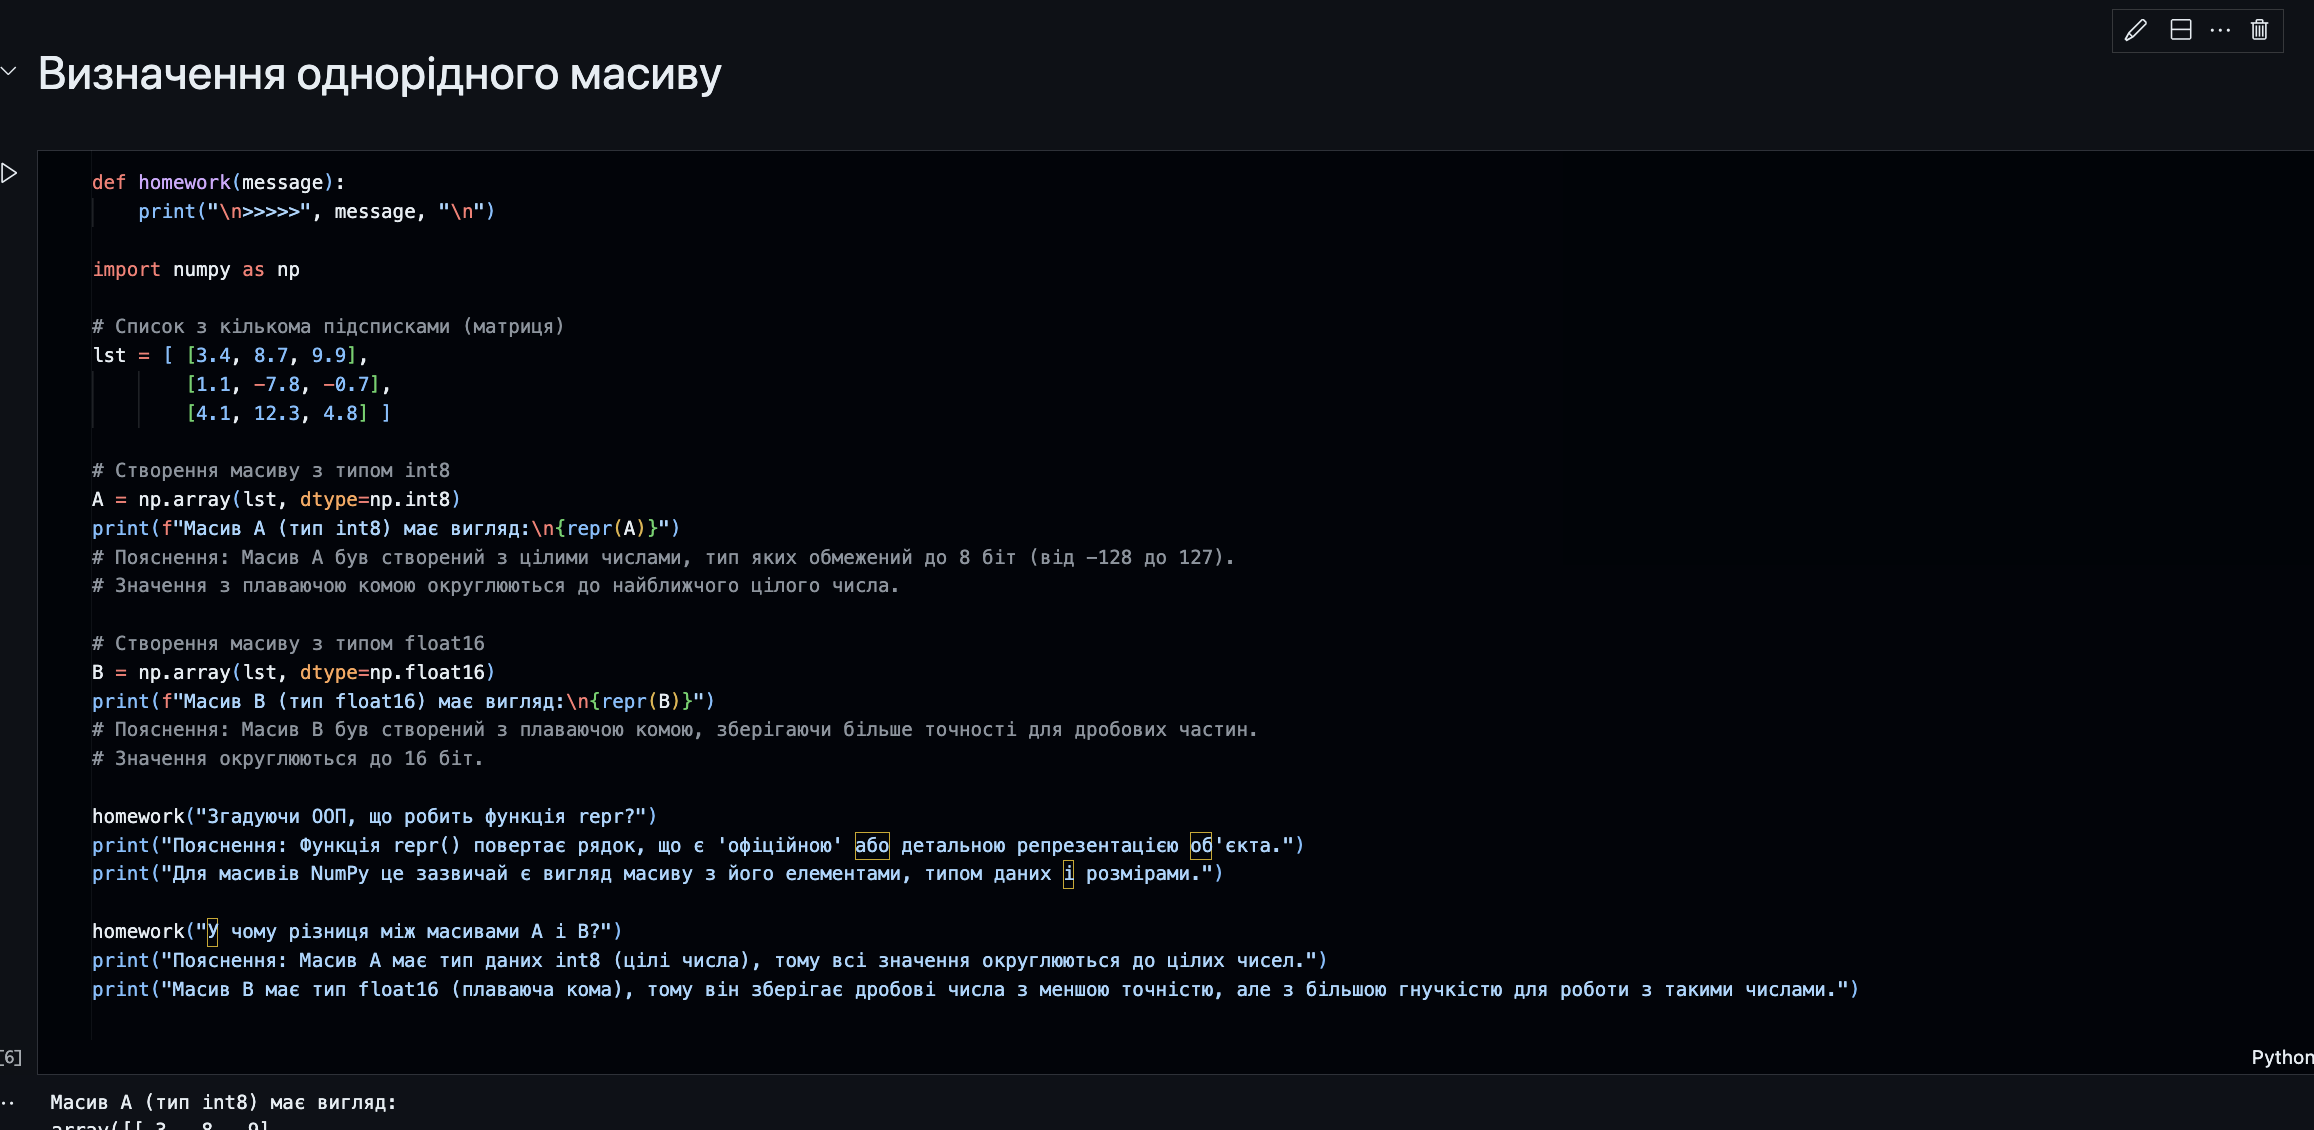 Визначення однорідного масиву
def homework(message):
    print("\n>>>>>", message, "\n")
import numpy as np
# Список з кількома підсписками (матриця)
lst = [ [3.4, 8.7, 9.9],
        [1.1, -7.8, -0.7],
        [4.1, 12.3, 4.8] ]
# Створення масиву з типом int8
A = np.array(lst, dtype=np.int8)
print(f"Масив A (тип int8) має вигляд:\n{repr(A)}")
# Пояснення: Масив A був створений з цілими числами, тип яких обмежений до 8 біт (від -128 до 127).
# Значення з плаваючою комою округлюються до найближчого цілого числа.
# Створення масиву з типом float16
B = np.array(lst, dtype=np.float16)
print(f"Масив B (тип float16) має вигляд:\n{repr(B)}")
# Пояснення: Масив B був створений з плаваючою комою, зберігаючи більше точності для дробових частин.
# Значення округлюються до 16 біт.
homework("Згадуючи ООП, що робить функція repr?")
print("Пояснення: Функція repr() повертає рядок, що є 'офіційною' або детальною репрезентацією об'єкта.")
print("Для масивів NumPy це зазвичай є вигляд масиву з його елементами, типом даних і розмірами.")
homework("У чому різниця між масивами A і B?")
print("Пояснення: Масив A має тип даних int8 (цілі числа), тому всі значення округлюються до цілих чисел.")
print("Масив B має тип float16 (плаваюча кома), тому він зберігає дробові числа з меншою точністю, але з більшою гнучкістю для роботи з такими числами.")
[6]
Python
Масив A (тип int8) має вигляд:
array([[ 3, 8, 9]